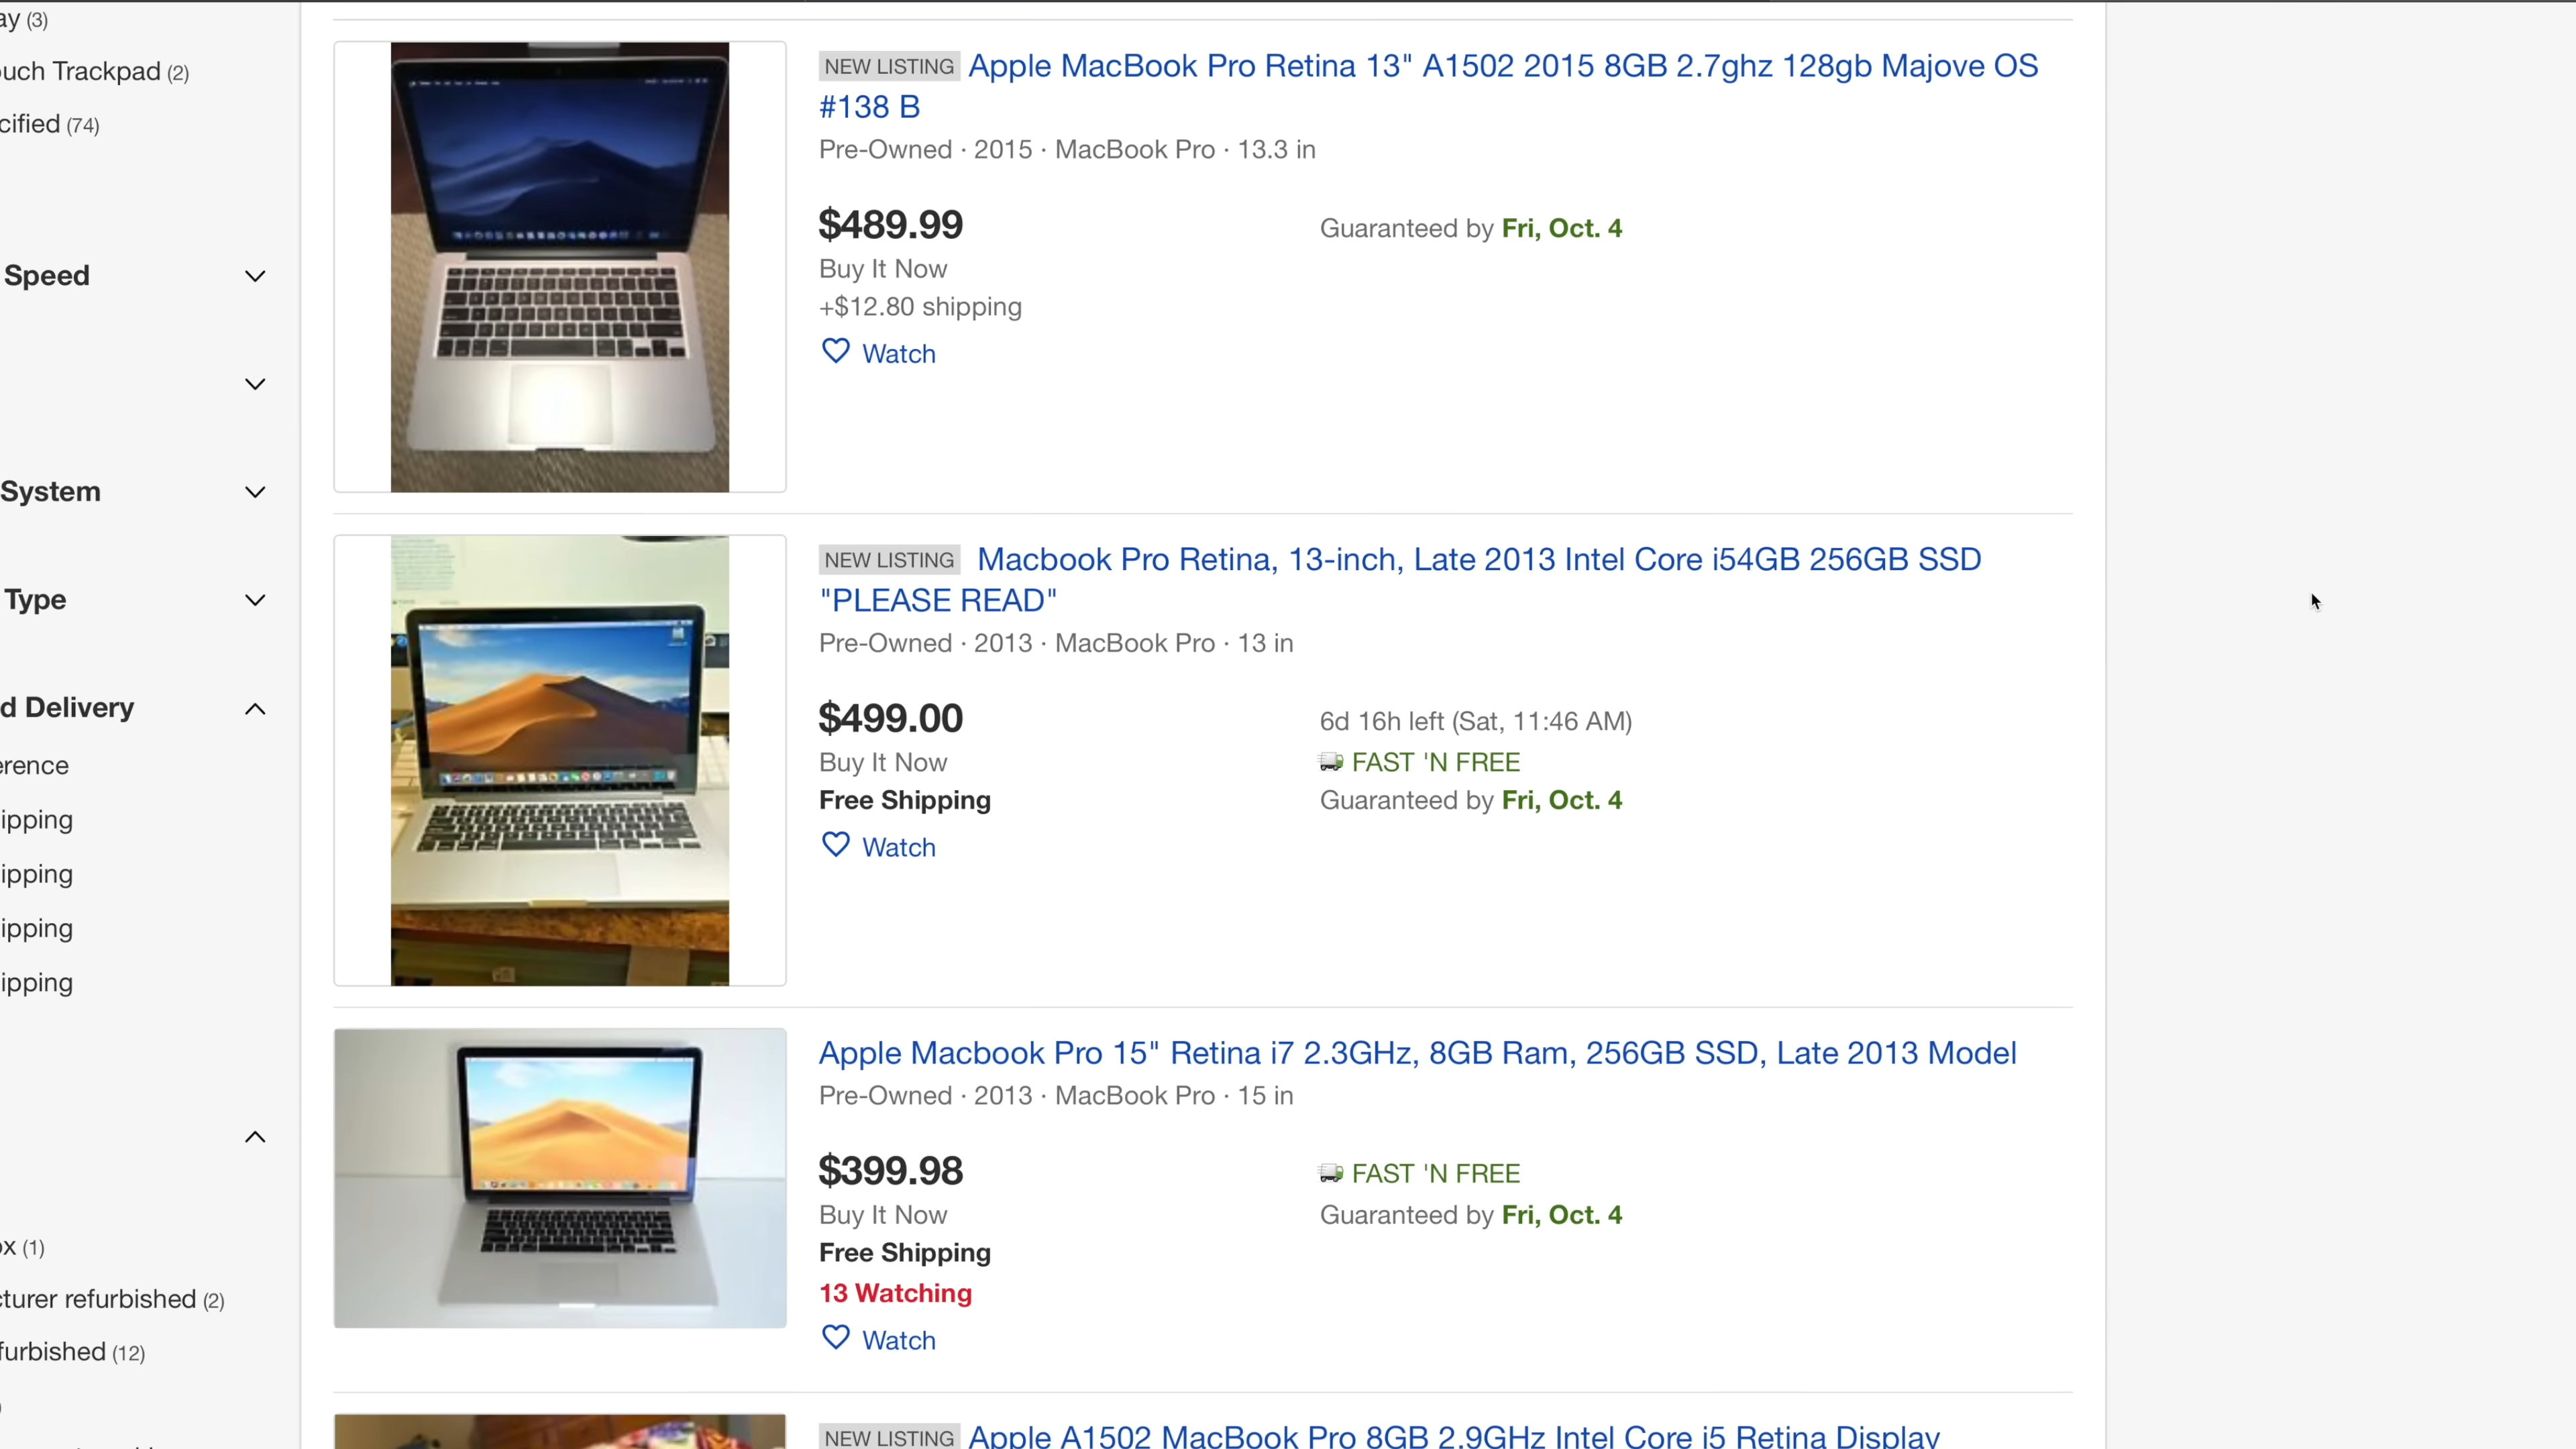 ay (3)
ouch Trackpad (2)
cified (74)
Speed
System
Type
d Delivery
erence
ipping
ipping
ipping
ipping
ox (1)
cturer refurbished (2)
furbished (12)
NEW LISTING Apple MacBook Pro Retina 13" A1502 2015 8GB 2.7ghz 128gb Majove OS
#138 B
Pre-Owned · 2015 · MacBook Pro · 13.3 in
$489.99
Guaranteed by Fri, Oct. 4
Buy It Now
+$12.80 shipping
Watch
NEW LISTING Macbook Pro Retina, 13-inch, Late 2013 Intel Core i54GB 256GB SSD
"PLEASE READ"
Pre-Owned · 2013 · MacBook Pro · 13 in
$499.00
6d 16h left (Sat, 11:46 AM)
Buy It Now
FAST 'N FREE
Free Shipping
Guaranteed by Fri, Oct. 4
Watch
Apple Macbook Pro 15" Retina i7 2.3GHz, 8GB Ram, 256GB SSD, Late 2013 Model
Pre-Owned · 2013 · MacBook Pro · 15 in
$399.98
FAST 'N FREE
Buy It Now
Guaranteed by Fri, Oct. 4
Free Shipping
13 Watching
Watch
NEW LISTING Apple A1502 MacBook Pro 8GB 2.9GHz Intel Core i5 Retina Display